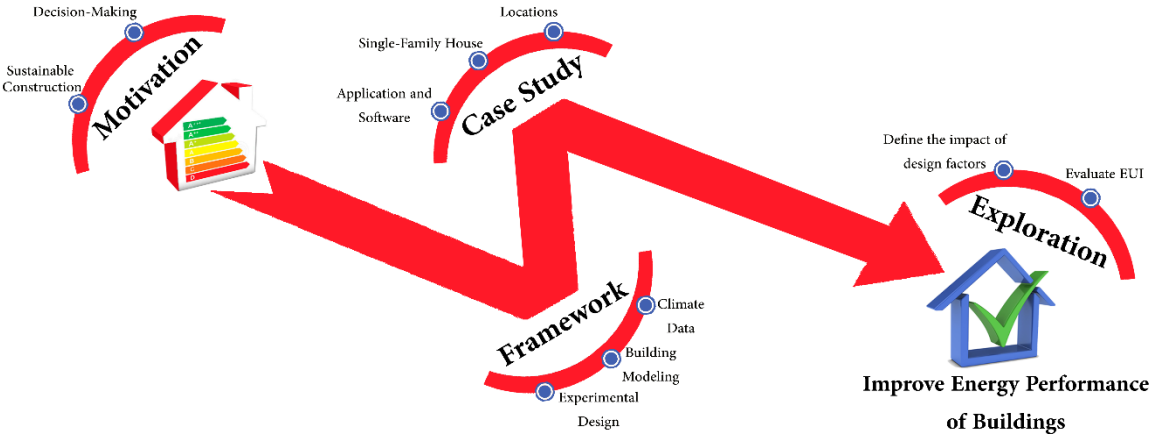 Decision-Making
Sustainable
Construction
Motivation
A+++
A++
A+
A
B
C
D
Locations
Single-Family House
Application and
Software
Case Study
Framework
Climate
Data
Building
Modeling
Experimental
Design
Define the impact of
design factors
Evaluate EUI
Exploration
Improve Energy Performance
of Buildings